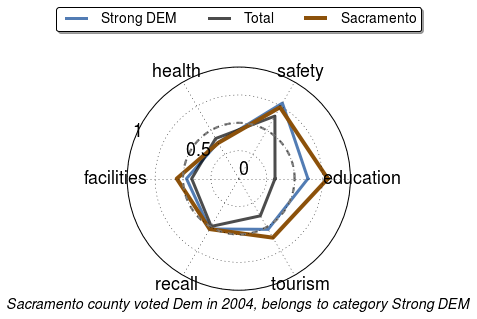 Strong DEM Total Sacramento
health safety
1
0.5
0
facilities education
recall tourism
Sacramento county voted Dem in 2004, belongs to category Strong DEM